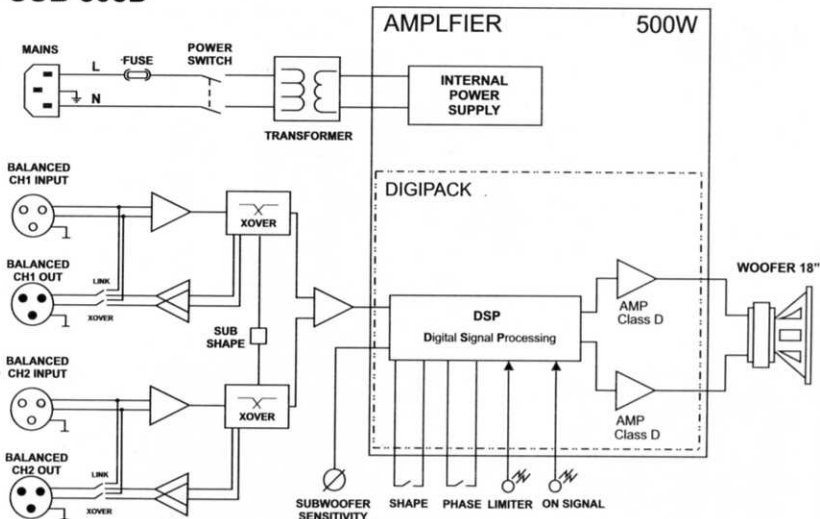 AMPLFIER
500W
MAINS
L
FUSE
POWER
SWITCH
N
TRANSFORMER
INTERNAL
POWER
SUPPLY
BALANCED
CH1 INPUT
XOVER
DIGIPACK
BALANCED
CH1 OUT
LINK
XOVER
SUB
SHAPE
DSP
Digital Signal Processing
AMP
Class D
WOOFER 18"
BALANCED
CH2 INPUT
XOVER
AMP
Class D
BALANCED
CH2 OUT
LINK
XOVER
SUBWOOFER
SENSITIVITY
SHAPE
PHASE
LIMITER
ON SIGNAL